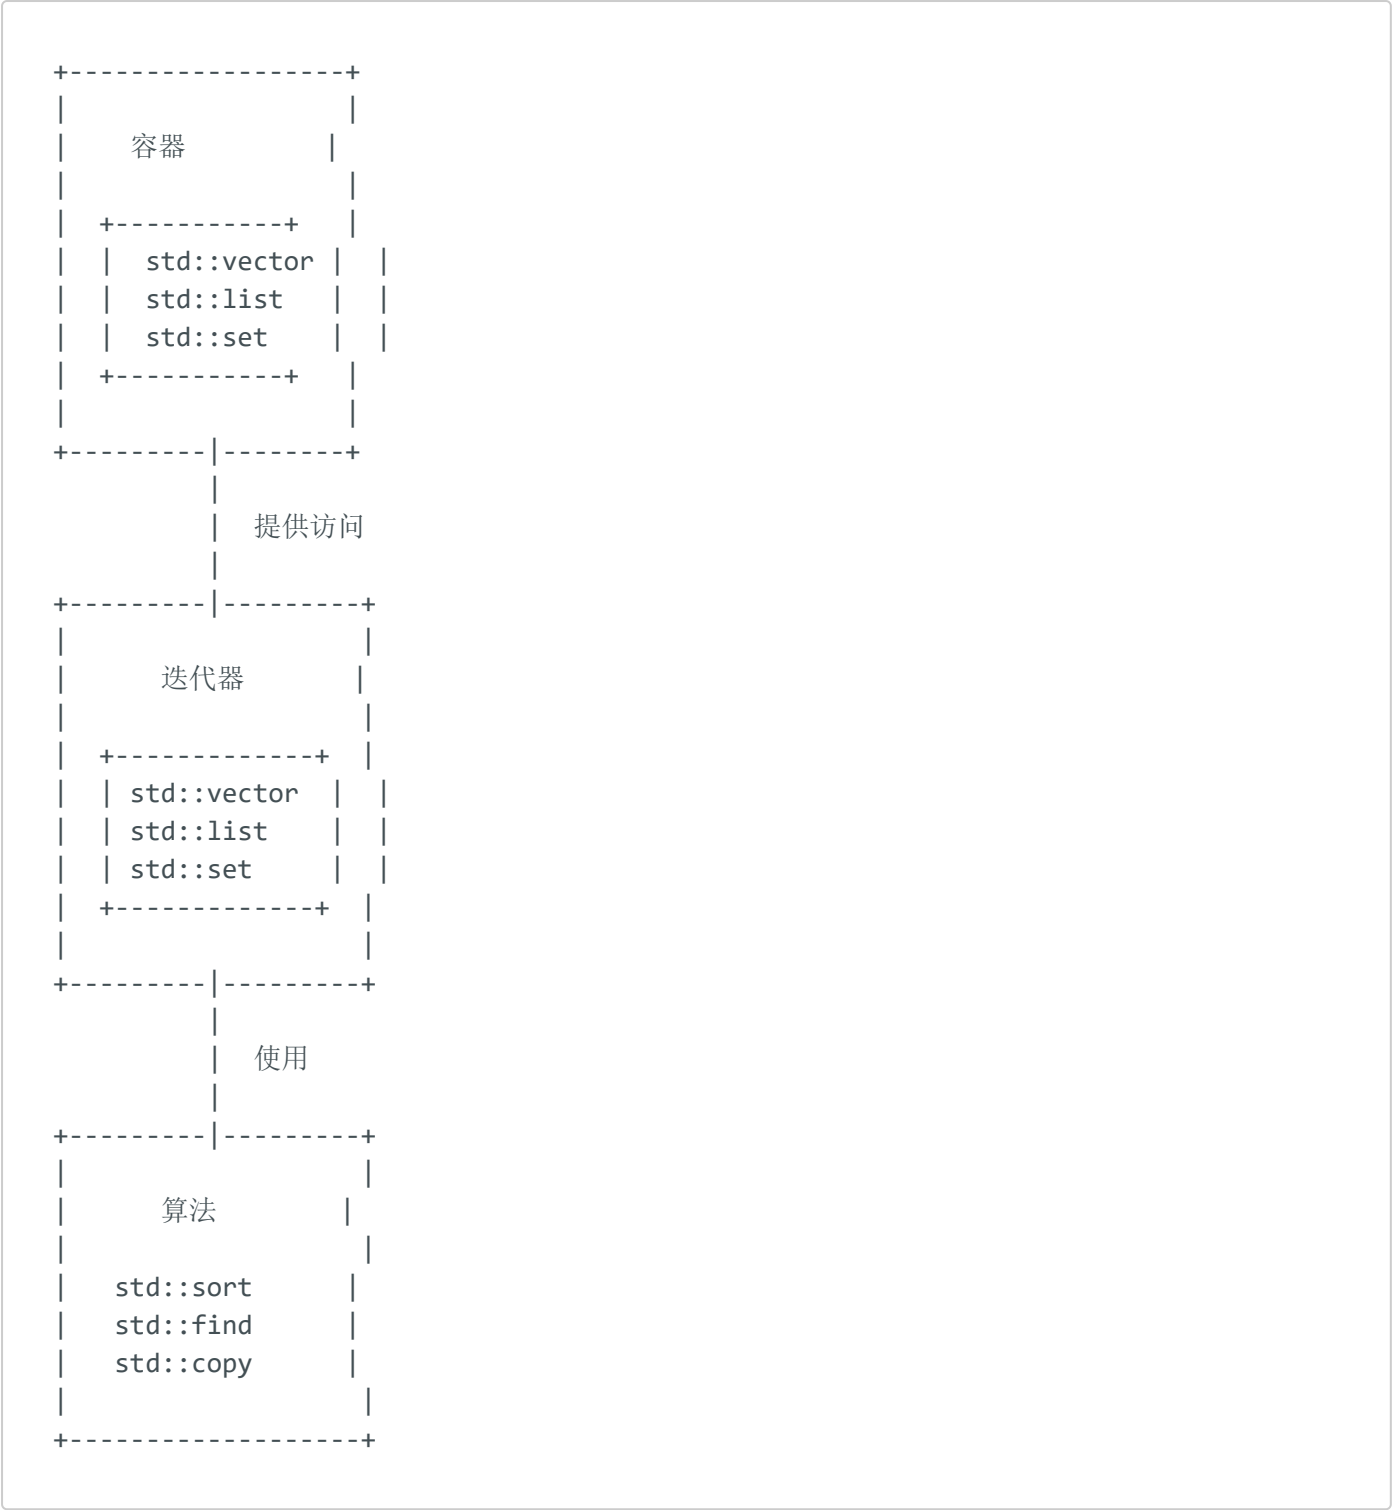 +------------------+
|                  |
|    容器         |
|                  |
|  +-----------+   |
|  |  std::vector |  |
|  |  std::list   |  |
|  |  std::set    |  |
|  +-----------+   |
|                  |
+---------|--------+
          |
          |  提供访问
          |
+---------|---------+
|                   |
|      迭代器       |
|                   |
|  +-------------+  |
|  | std::vector  |  |
|  | std::list    |  |
|  | std::set     |  |
|  +-------------+  |
|                   |
+---------|---------+
          |
          |  使用
          |
+---------|---------+
|                   |
|      算法        |
|                   |
|   std::sort      |
|   std::find      |
|   std::copy      |
|                   |
+-------------------+